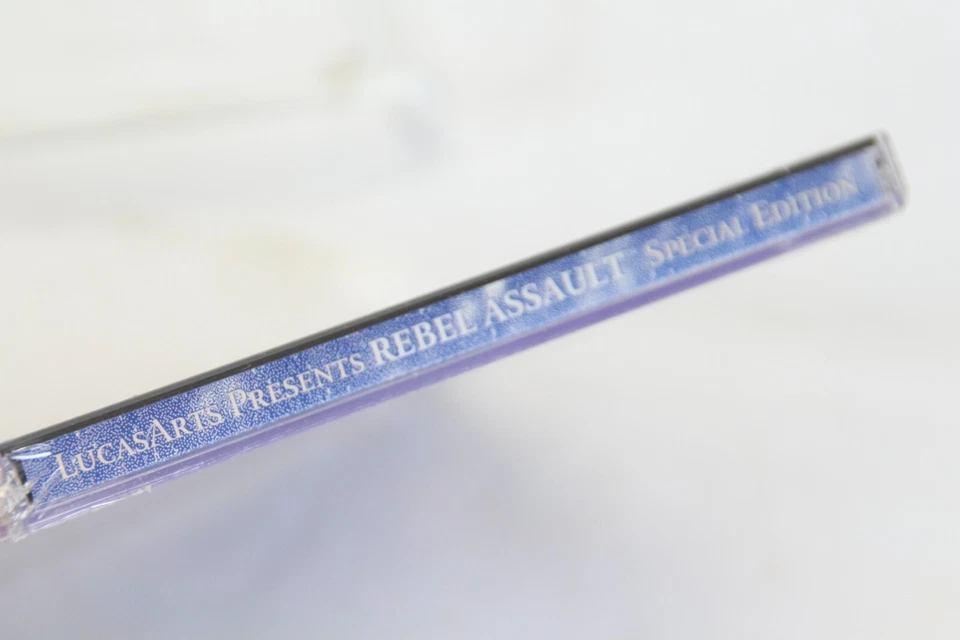 LUCASARTS PRESENTS REBEL ASSAULT SPECIAL EDITION